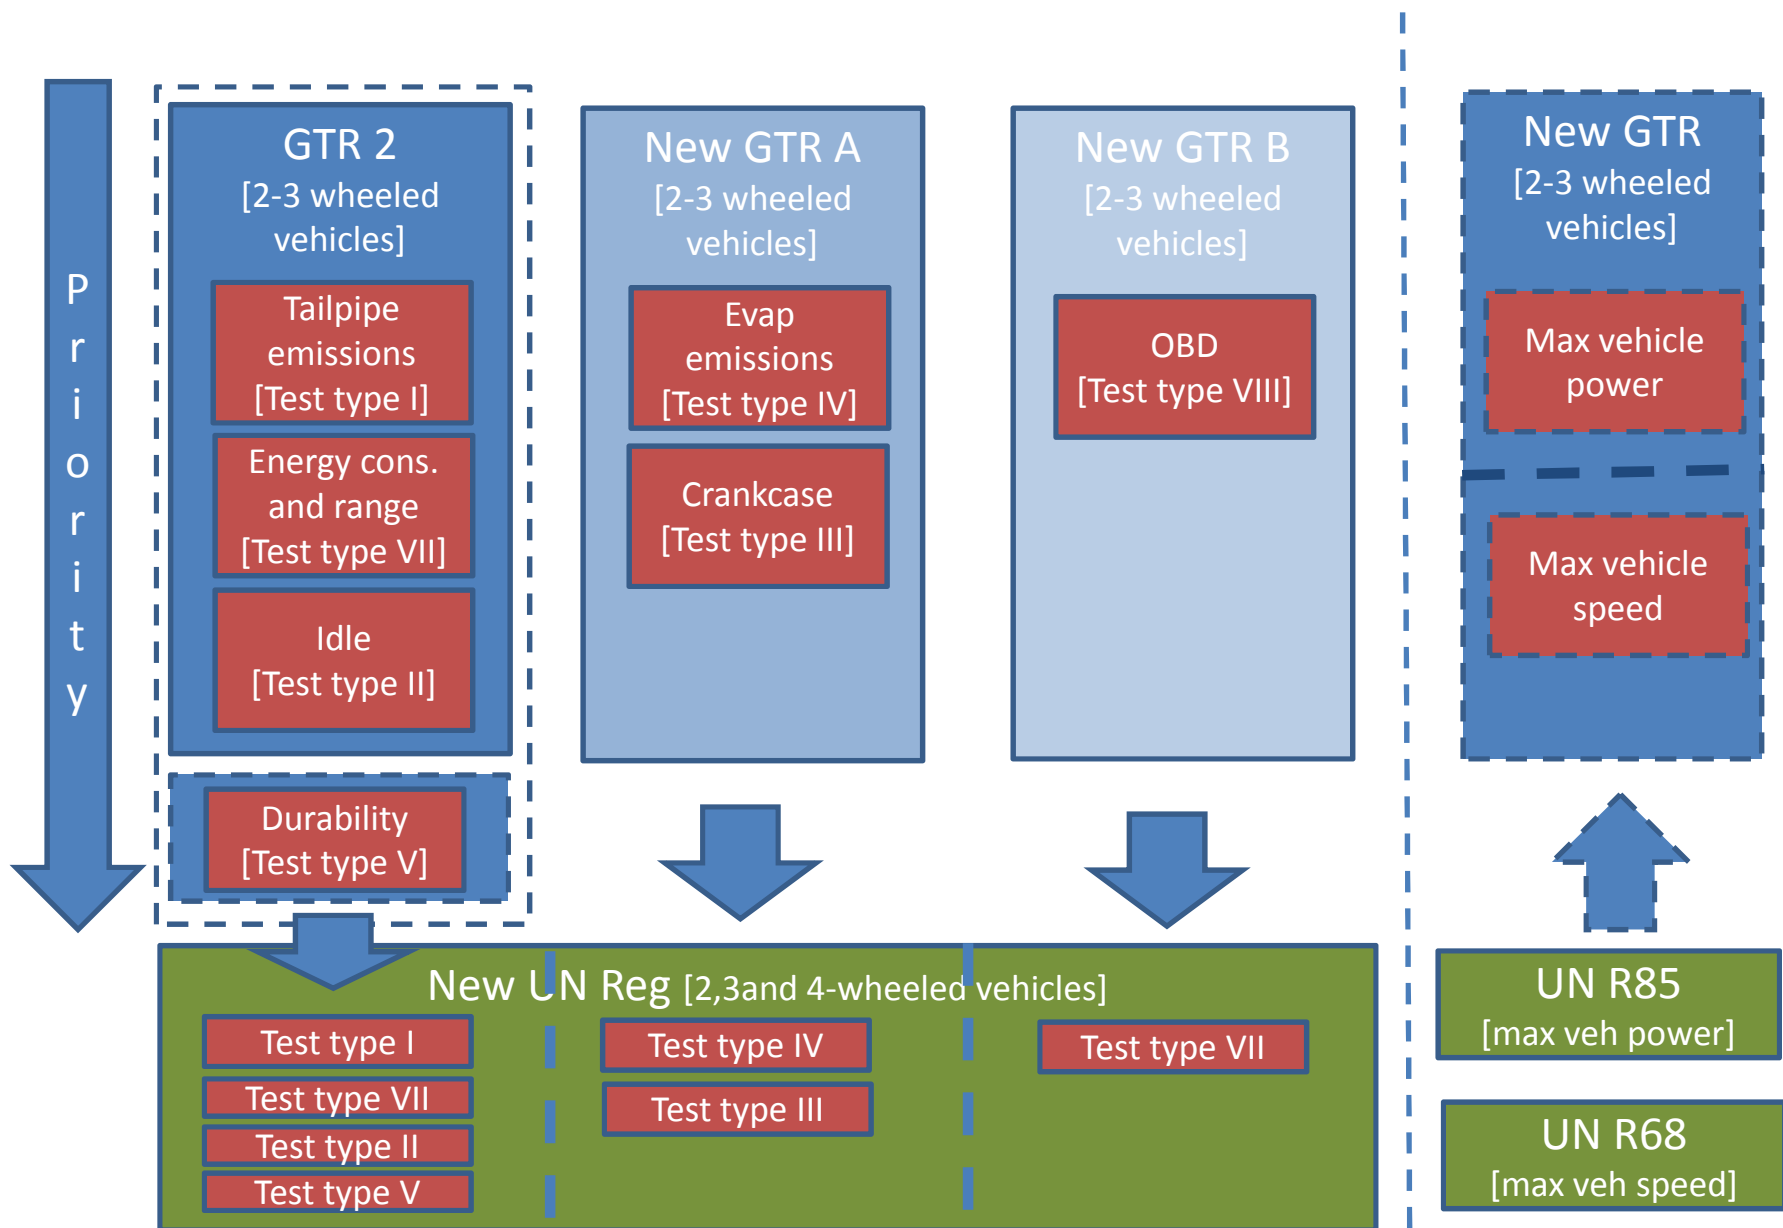 P
r
i
o
r
i
t
y
GTR 2
[2-3 wheeled
vehicles]
Tailpipe
emissions
[Test type I]
Energy cons.
and range
[Test type VII]
Idle
[Test type II]
Durability
[Test type V]
New GTR A
[2-3 wheeled
vehicles]
Evap
emissions
[Test type IV]
Crankcase
[Test type III]
New GTR B
[2-3 wheeled
vehicles]
OBD
[Test type VIII]
New GTR
[2-3 wheeled
vehicles]
Max vehicle
power
Max vehicle
speed
New UN Reg [2,3and 4-wheeled vehicles]
Test type I
Test type VII
Test type II
Test type V
Test type IV
Test type III
Test type VII
UN R85
[max veh power]
UN R68
[max veh speed]